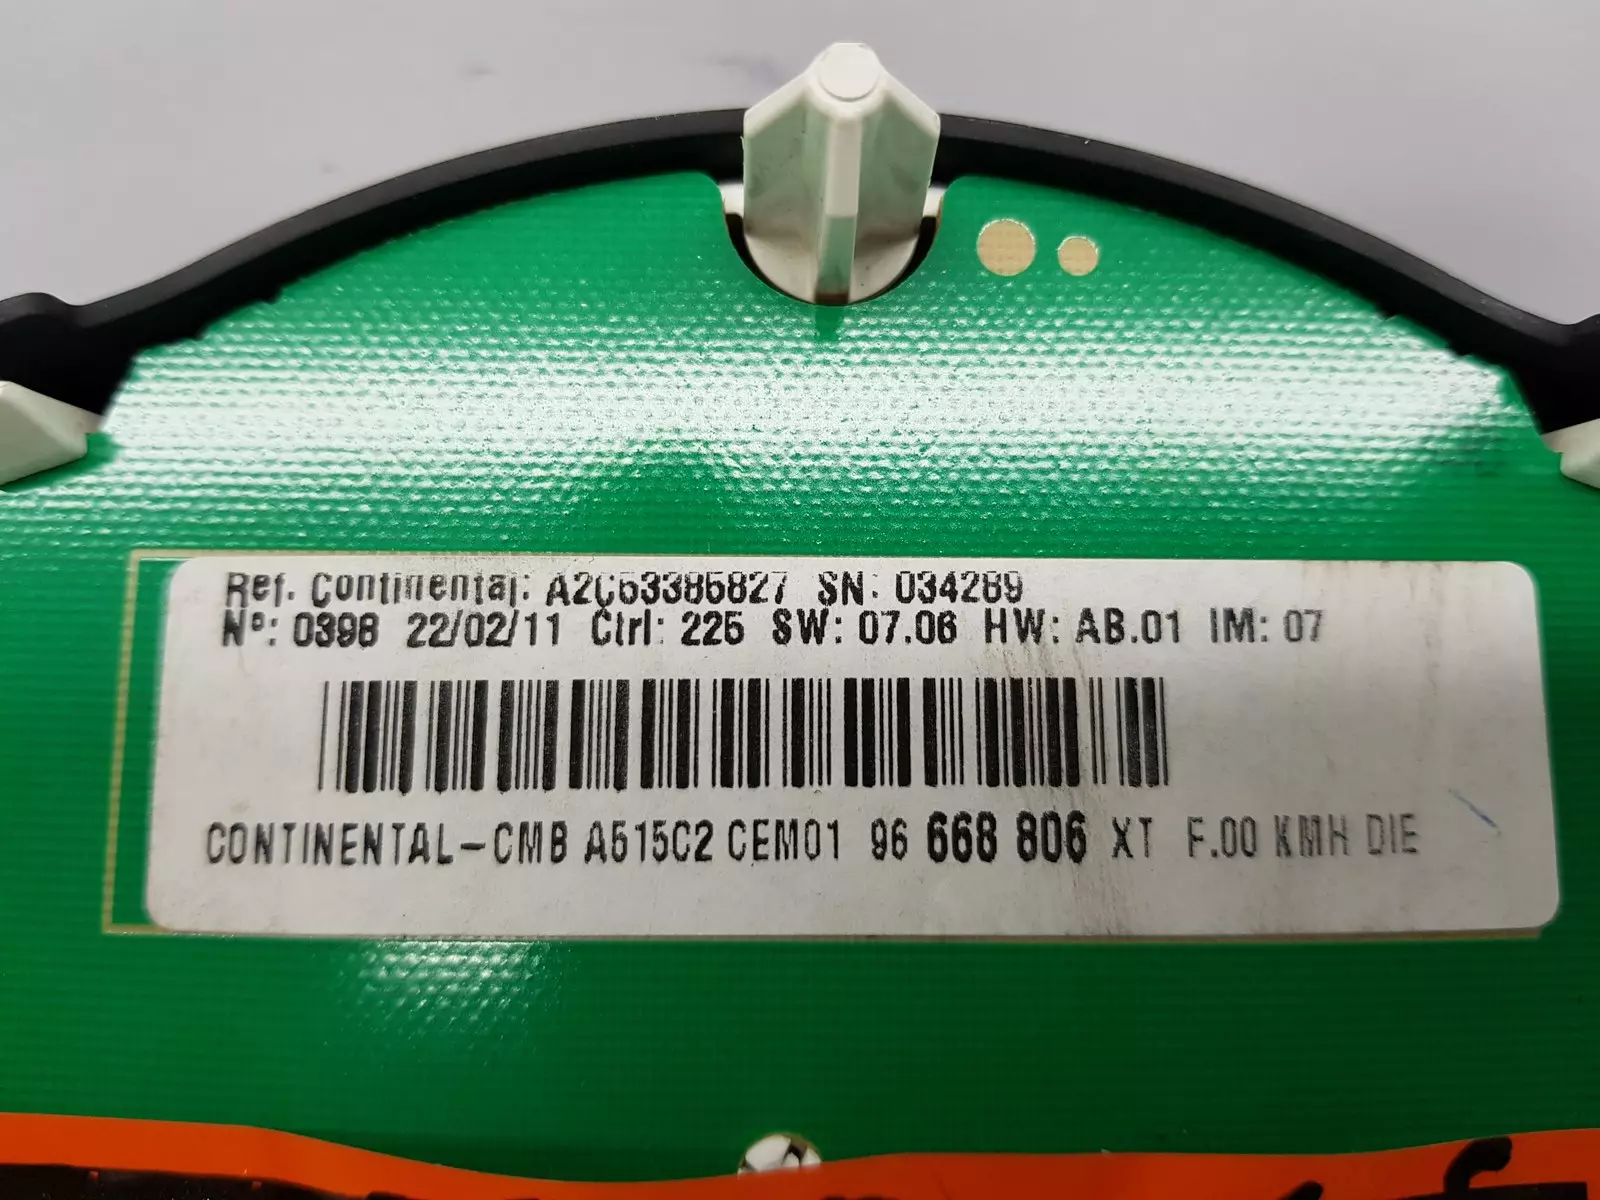 Ref. Continental: A2C53385827 SN: 034289
Nº: 0398 22/02/11 Ctrl: 225 SW: 07.06 HW: AB.01 IM: 07
CONTINENTAL-CMB A515C2 CEM01 96 668 806 XT F.00 KMH DIE